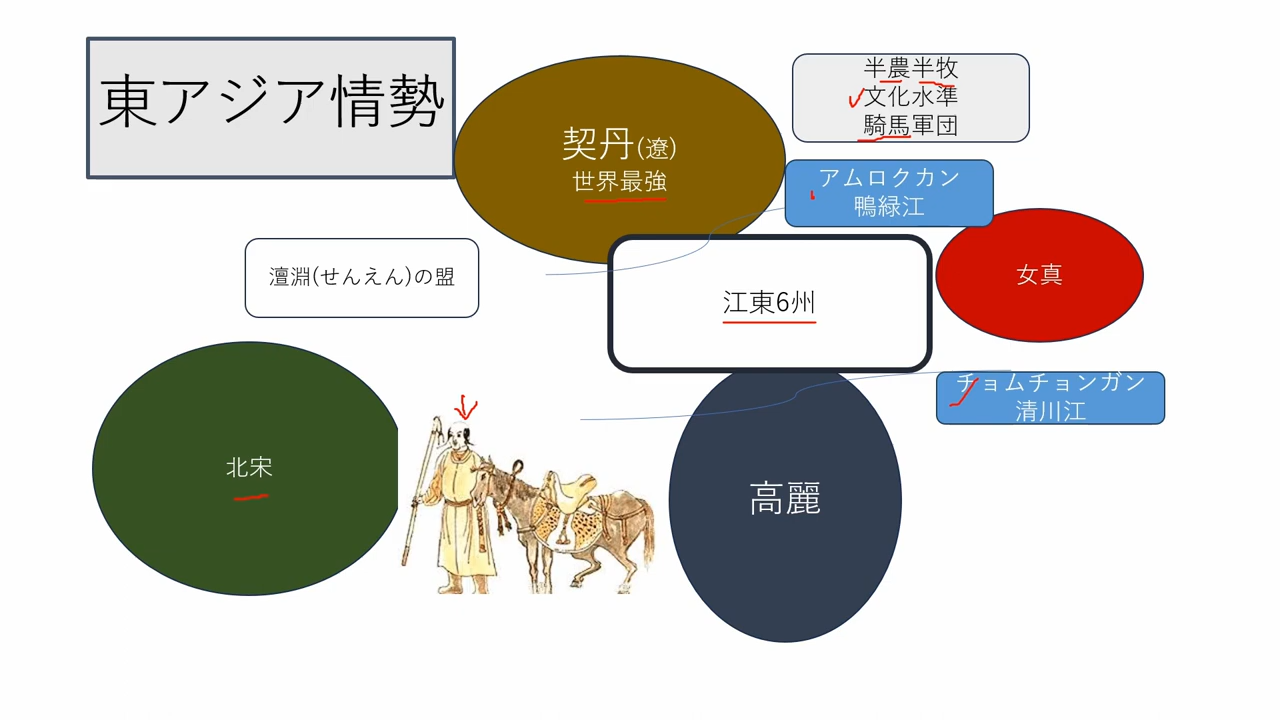 東アジア情勢
契丹(遼)
世界最強
半農半牧
文化水準
騎馬軍団
アムロクカン
鴨緑江
女真
澶淵(せんえん)の盟
江東6州
チョムチョンガン
清川江
北宋
高麗